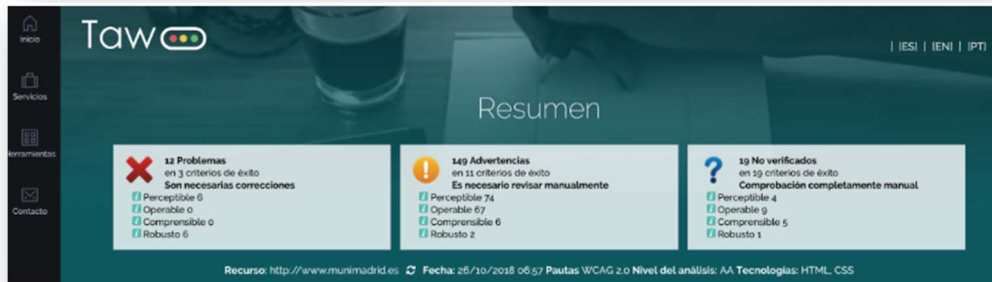 Inicio
Taw
| |ES| | |EN| | |PT|
Servicios
Resumen
Herramientas
12 Problemas
en 3 criterios de éxito
Son necesarias correcciones
Perceptible 6
Operable 0
Comprensible 0
Robusto 6
149 Advertencias
en 11 criterios de éxito
Es necesario revisar manualmente
Perceptible 74
Operable 67
Comprensible 6
Robusto 2
19 No verificados
en 19 criterios de éxito
Comprobación completamente manual
Perceptible 4
Operable 9
Comprensible 5
Robusto 1
Contacto
Recurso: http://www.munimadrid.es Fecha: 26/10/2018 06:57 Pautas WCAG 2.0 Nivel del análisis: AA Tecnologías: HTML, CSS